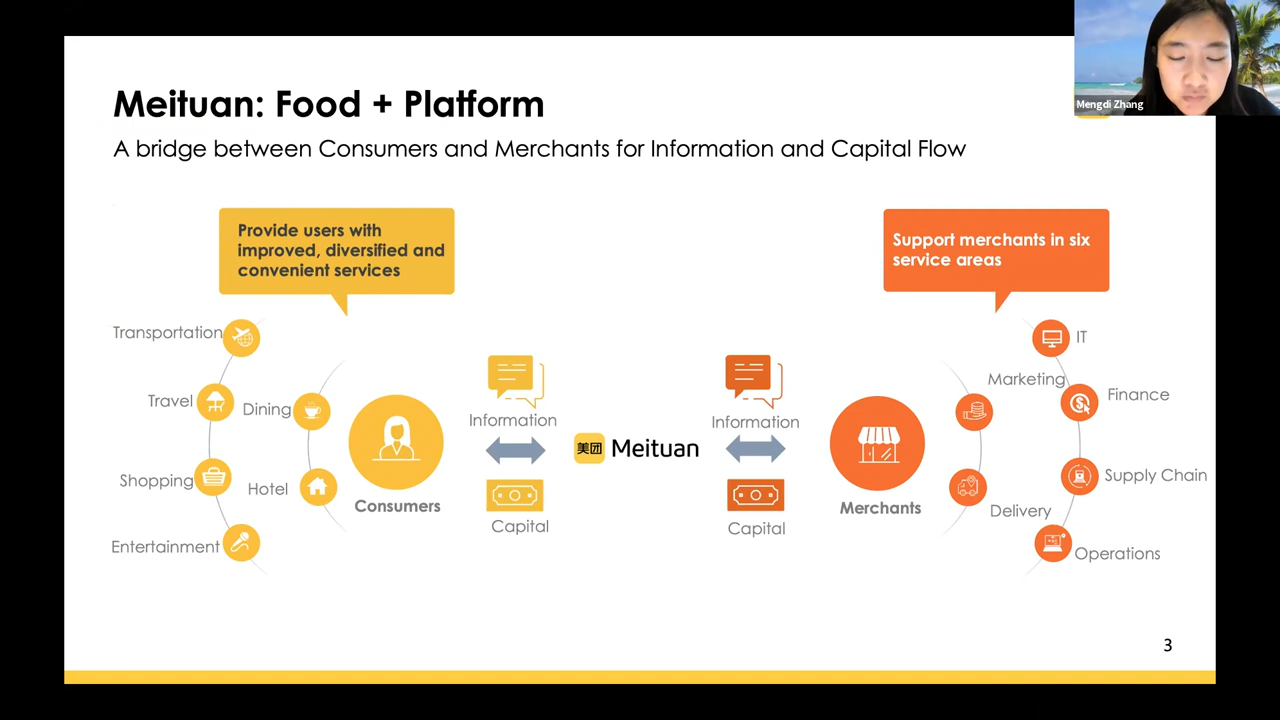 Mengdi Zhang
Meituan: Food + Platform
A bridge between Consumers and Merchants for Information and Capital Flow
Provide users with
improved, diversified and
convenient services
Support merchants in six
service areas
Transportation
Travel
Dining
Shopping
Hotel
Entertainment
Consumers
Information
Capital
美团 Meituan
Information
Capital
Merchants
IT
Marketing
Finance
Supply Chain
Delivery
Operations
3